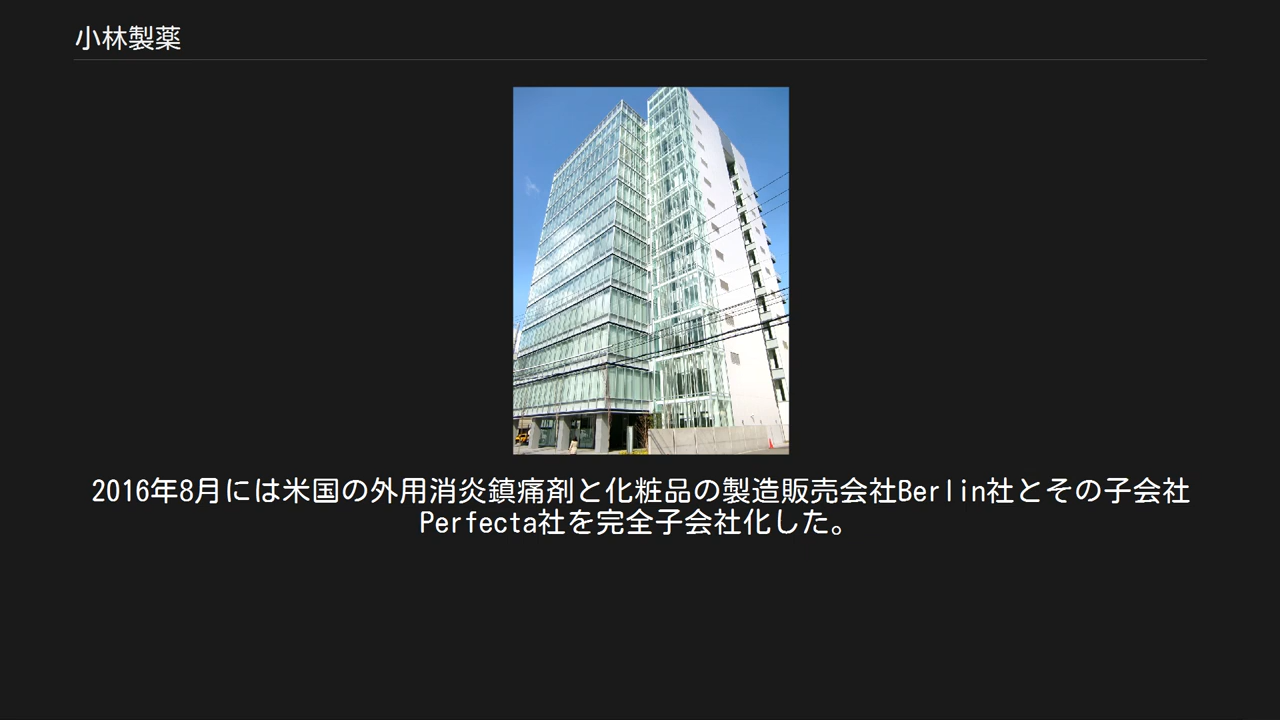 小林製薬
2016年8月には米国の外用消炎鎮痛剤と化粧品の製造販売会社Berlin社とその子会社
Perfecta社を完全子会社化した。